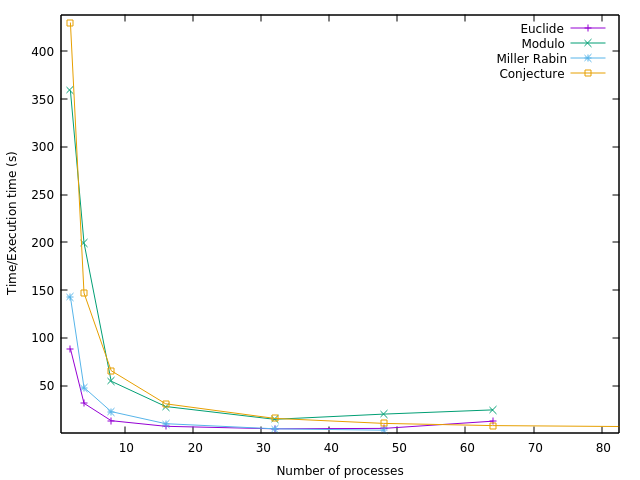 Time/Execution time (s)
400
350
300
250
200
150
100
50
Euclide
Modulo
Miller Rabin
Conjecture
10 20 30 40 50 60 70 80
Number of processes